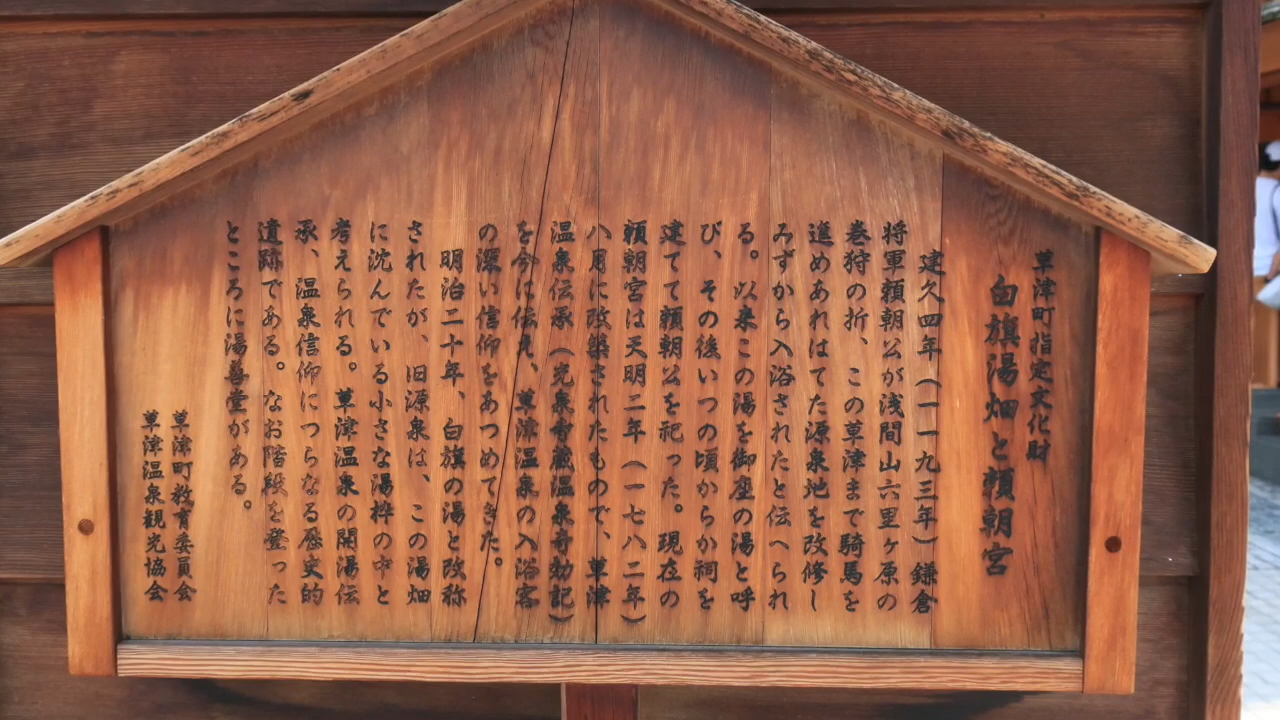 草津町指定文化財
白旗湯畑と頼朝宮
建久四年(一一九三年)鎌倉
将軍頼朝公が浅間山六里ヶ原の
巻狩の折、この草津まで騎馬を
進めあれはてた源泉地を改修し
みずから入浴されたと伝へられ
る。以来この湯を御座の湯と呼
び、その後いつの頃からか祠を
建てて頼朝公を祀った。現在の
頼朝宮は天明二年(一七八二年)
八月に改築されたもので、草津
温泉伝承(光泉寺蔵温泉奇効記)
を今に伝え、草津温泉の入浴客
の深い信仰をあつめてきた。
明治二十年、白旗の湯と改称
されたが、旧源泉は、この湯畑
に沈んでいる小さな湯枠の中と
考えられる。草津温泉の開湯伝
承、温泉信仰につらなる歴史的
遺跡である。なお階段を登った
ところに湯善堂がある。
草津町教育委員会
草津温泉観光協会